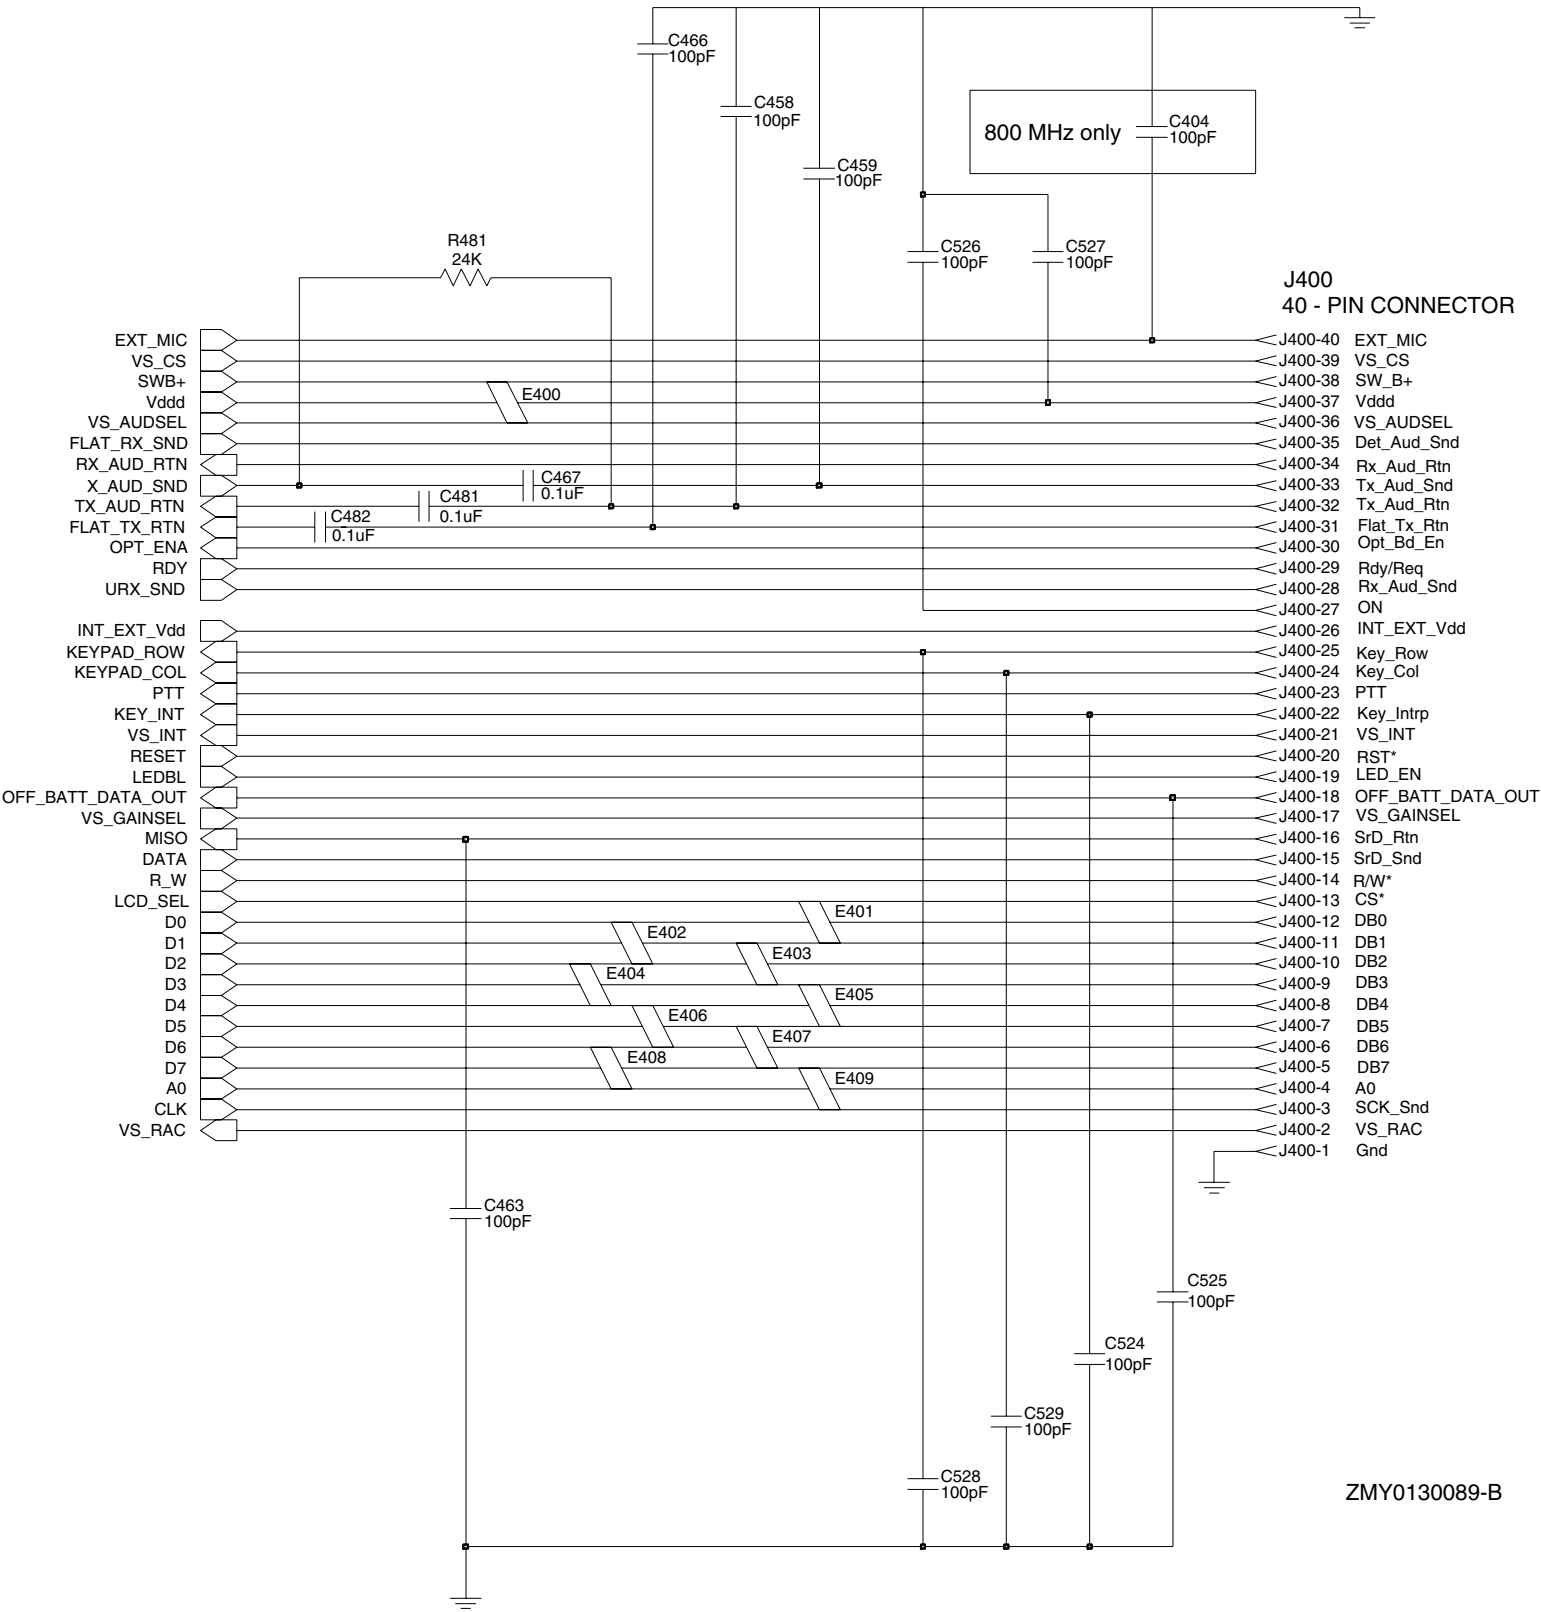 C466
100pF
C458
100pF
800 MHz only
C404
100pF
C459
100pF
R481
24K
C526
100pF
C527
100pF
J400
40 - PIN CONNECTOR
EXT_MIC
J400-40 EXT_MIC
VS_CS
J400-39 VS_CS
SWB+
J400-38 SW_B+
Vddd
E400
J400-37 Vddd
VS_AUDSEL
J400-36 VS_AUDSEL
FLAT_RX_SND
J400-35 Det_Aud_Snd
RX_AUD_RTN
J400-34 Rx_Aud_Rtn
X_AUD_SND
C467
0.1uF
J400-33 Tx_Aud_Snd
TX_AUD_RTN
C481
0.1uF
J400-32 Tx_Aud_Rtn
FLAT_TX_RTN
C482
0.1uF
J400-31 Flat_Tx_Rtn
OPT_ENA
J400-30 Opt_Bd_En
RDY
J400-29 Rdy/Req
URX_SND
J400-28 Rx_Aud_Snd
J400-27 ON
INT_EXT_Vdd
J400-26 INT_EXT_Vdd
KEYPAD_ROW
J400-25 Key_Row
KEYPAD_COL
J400-24 Key_Col
PTT
J400-23 PTT
KEY_INT
J400-22 Key_Intrp
VS_INT
J400-21 VS_INT
RESET
J400-20 RST*
LEDBL
J400-19 LED_EN
OFF_BATT_DATA_OUT
J400-18 OFF_BATT_DATA_OUT
VS_GAINSEL
J400-17 VS_GAINSEL
MISO
J400-16 SrD_Rtn
DATA
J400-15 SrD_Snd
R_W
J400-14 R/W*
LCD_SEL
E401
J400-13 CS*
D0
E402
J400-12 DB0
D1
E403
J400-11 DB1
D2
E404
J400-10 DB2
D3
E405
J400-9 DB3
D4
E406
J400-8 DB4
D5
E407
J400-7 DB5
D6
E408
J400-6 DB6
D7
E409
J400-5 DB7
A0
J400-4 A0
CLK
J400-3 SCK_Snd
VS_RAC
J400-2 VS_RAC
J400-1 Gnd
C463
100pF
C525
100pF
C524
100pF
C529
100pF
C528
100pF
ZMY0130089-B